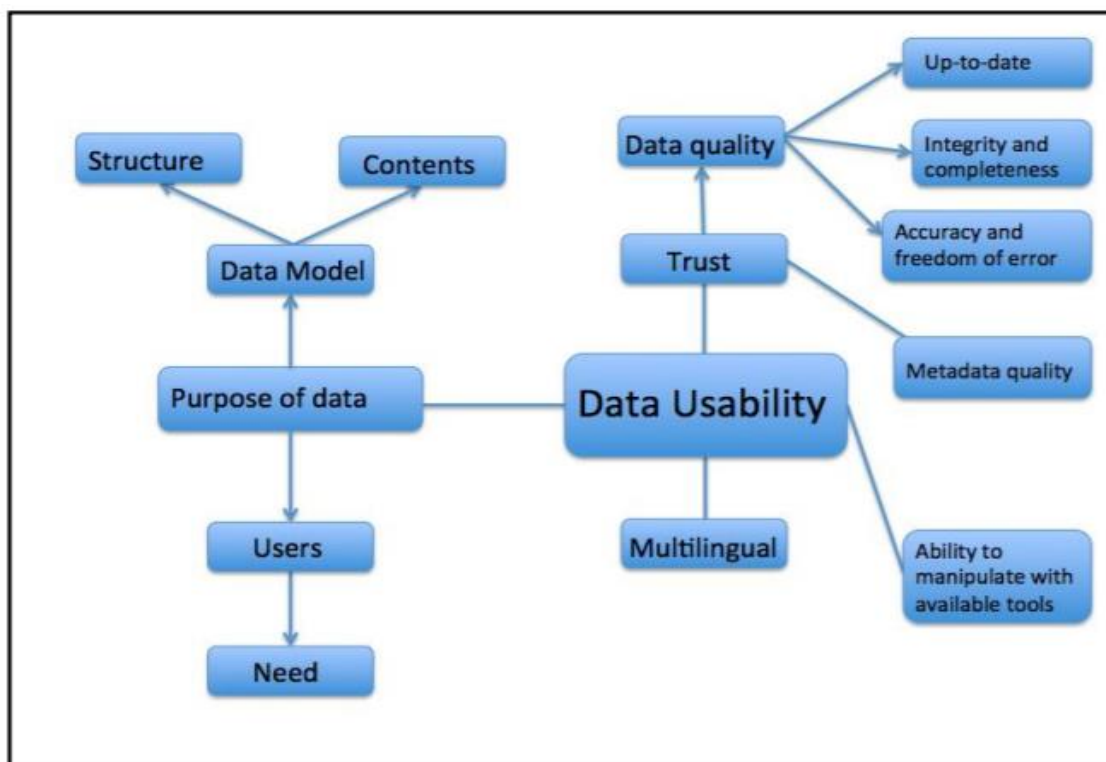 Up-to-date
Structure
Contents
Data quality
Integrity and
completeness
Data Model
Trust
Accuracy and
freedom of error
Purpose of data
Data Usability
Metadata quality
Users
Multilingual
Ability to
manipulate with
available tools
Need